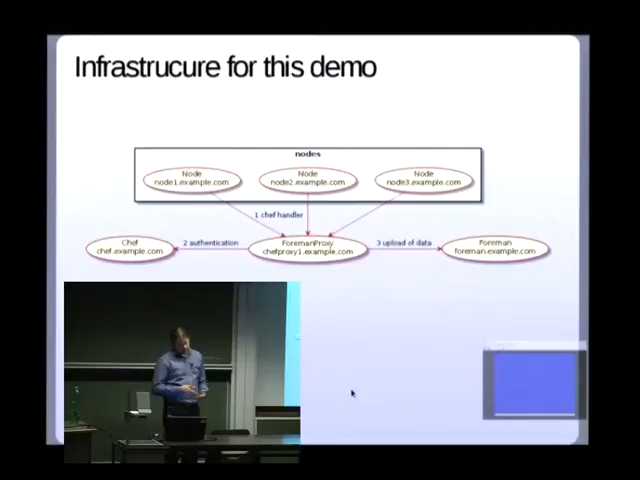 Infrastrucure for this demo
nodes
Node
node1.example.com
Node
node2.example.com
Node
node3.example.com
1 chef handler
Chef
chef.example.com
2 authentication
ForemanProxy
chefproxy1.example.com
3 upload of data
Foreman
foreman.example.com